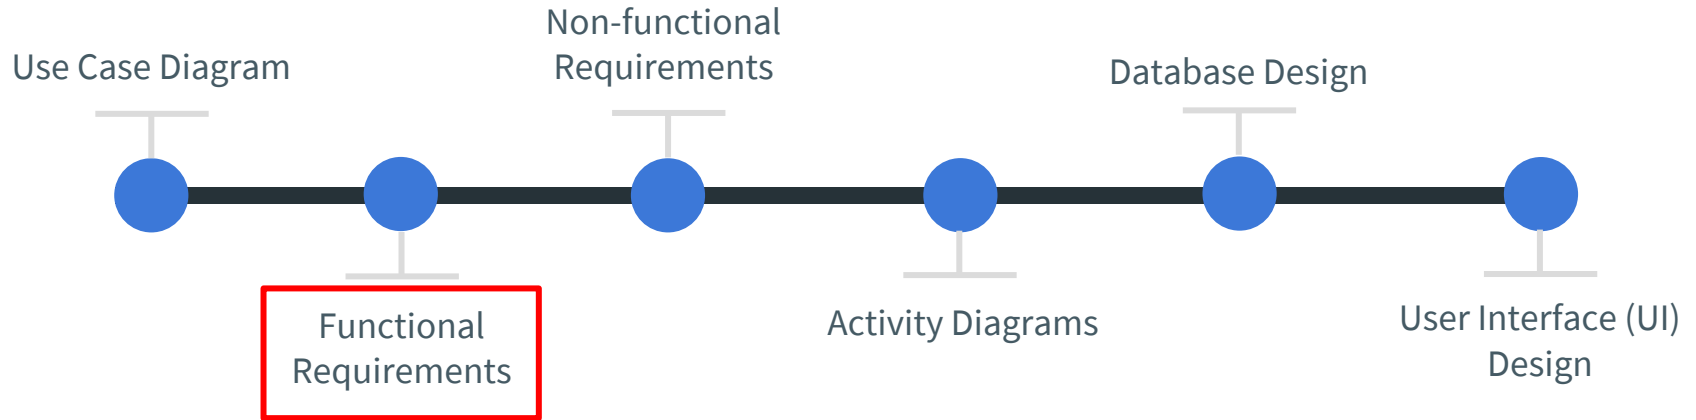 Use Case Diagram
Functional
Requirements
Non-functional
Requirements
Activity Diagrams
Database Design
User Interface (UI)
Design